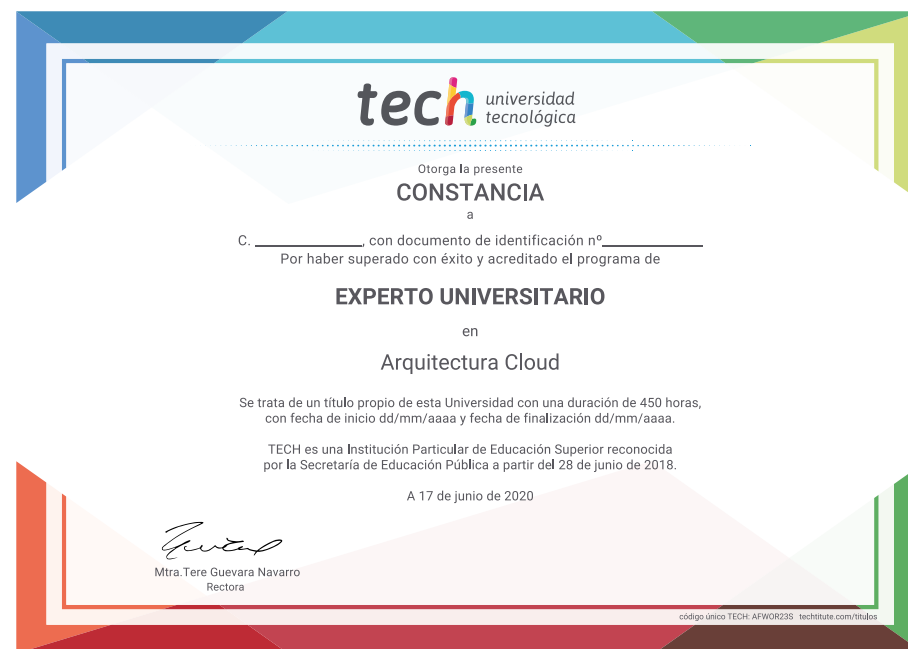 tech universidad
tecnológica
Otorga la presente
CONSTANCIA
a
C. ______________, con documento de identificación nº_____________
Por haber superado con éxito y acreditado el programa de
EXPERTO UNIVERSITARIO
en
Arquitectura Cloud
Se trata de un título propio de esta Universidad con una duración de 450 horas,
con fecha de inicio dd/mm/aaaa y fecha de finalización dd/mm/aaaa.
TECH es una Institución Particular de Educación Superior reconocida
por la Secretaría de Educación Pública a partir del 28 de junio de 2018.
A 17 de junio de 2020
Mtra.Tere Guevara Navarro
Rectora
código único TECH: AFWOR23S techtitute.com/titulos